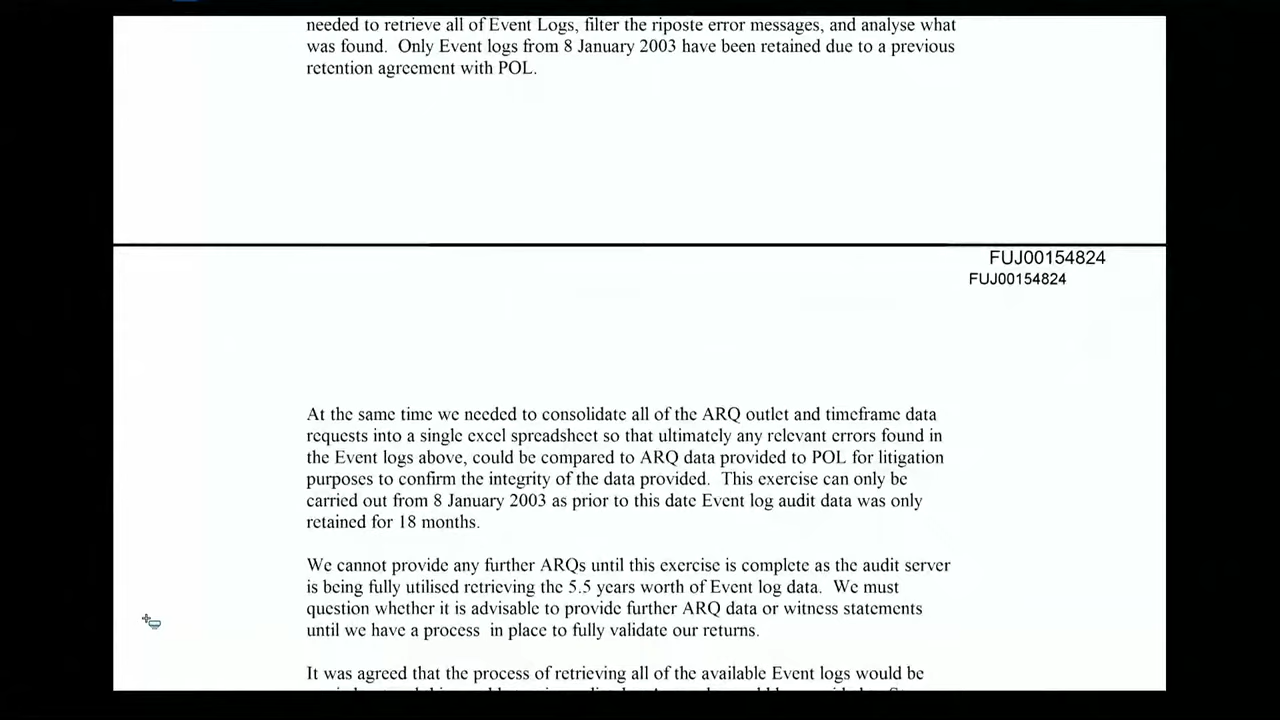 needed to retrieve all of Event Logs, filter the riposte error messages, and analyse what
was found. Only Event logs from 8 January 2003 have been retained due to a previous
retention agreement with POL.
FUJ00154824
FUJ00154824
At the same time we needed to consolidate all of the ARQ outlet and timeframe data
requests into a single excel spreadsheet so that ultimately any relevant errors found in
the Event logs above, could be compared to ARQ data provided to POL for litigation
purposes to confirm the integrity of the data provided. This exercise can only be
carried out from 8 January 2003 as prior to this date Event log audit data was only
retained for 18 months.
We cannot provide any further ARQs until this exercise is complete as the audit server
is being fully utilised retrieving the 5.5 years worth of Event log data. We must
question whether it is advisable to provide further ARQ data or witness statements
until we have a process in place to fully validate our returns.
It was agreed that the process of retrieving all of the available Event logs would be